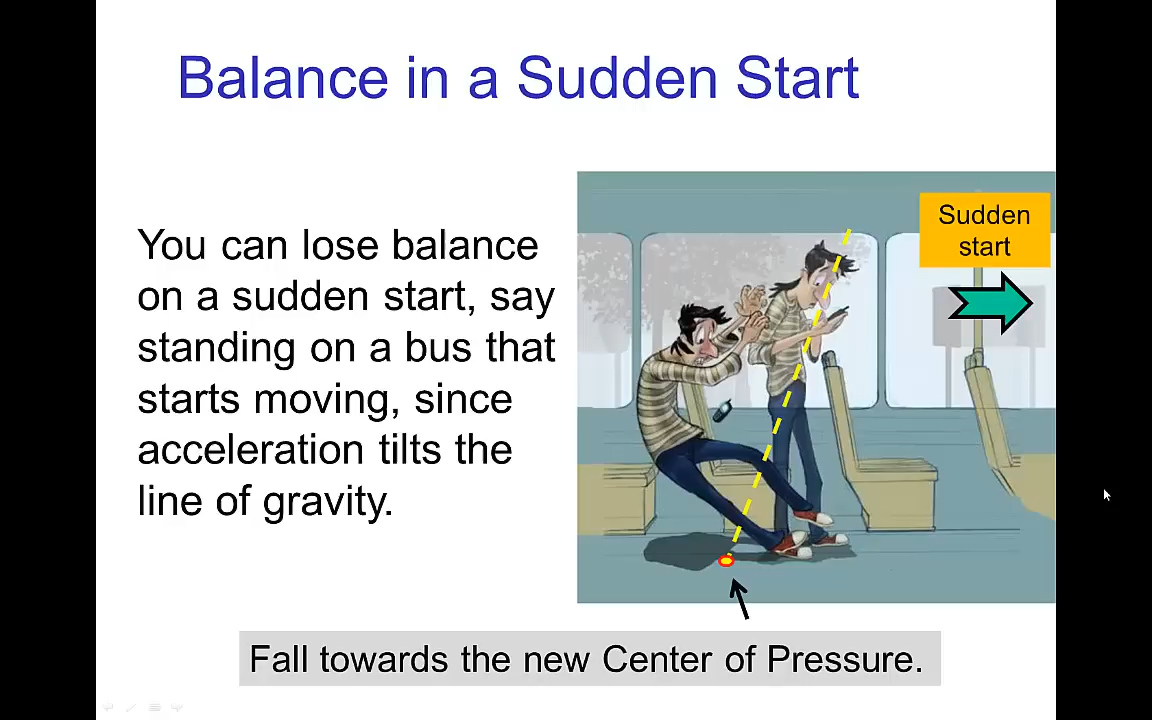 Balance in a Sudden Start
Sudden
start
You can lose balance
on a sudden start, say
standing on a bus that
starts moving, since
acceleration tilts the
line of gravity.
Fall towards the new Center of Pressure.